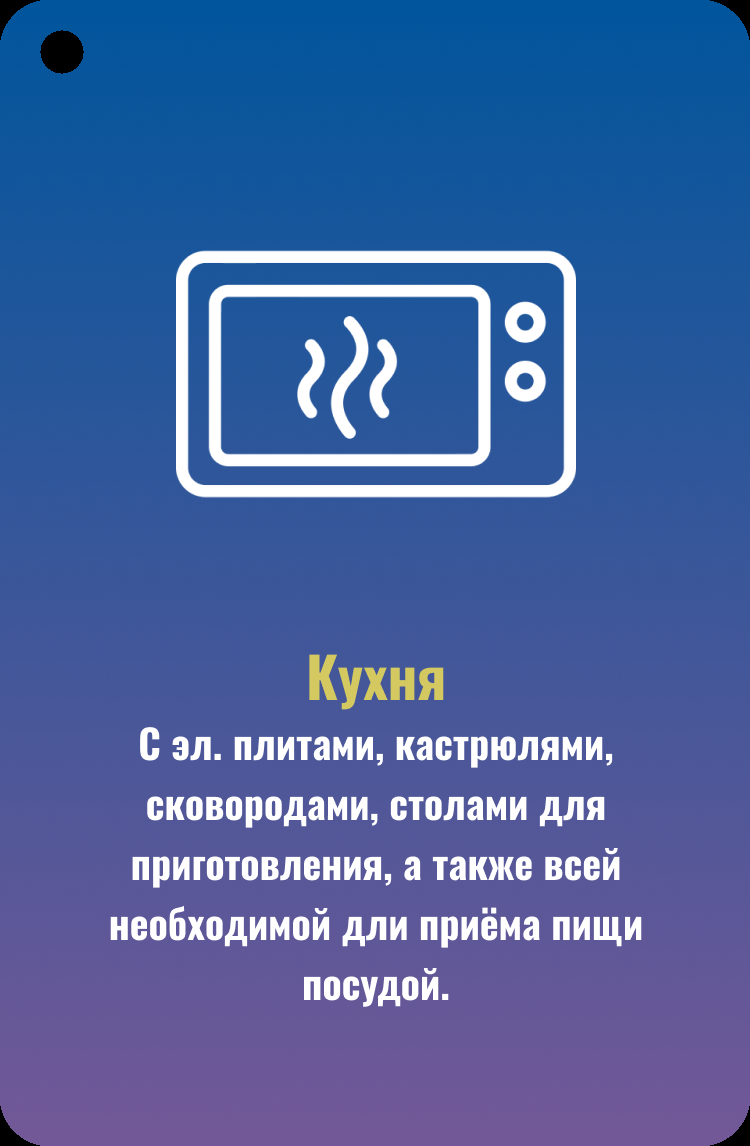 Кухня
С эл. плитами, кастрюлями,
сковородами, столами для
приготовления, а также всей
необходимой дли приёма пищи
посудой.